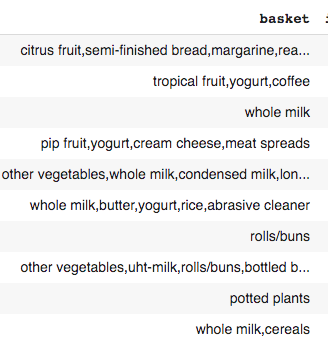 basket
citrus fruit,semi-finished bread,margarine,rea...
tropical fruit,yogurt,coffee
whole milk
pip fruit,yogurt,cream cheese,meat spreads
other vegetables,whole milk,condensed milk,lon...
whole milk,butter,yogurt,rice,abrasive cleaner
rolls/buns
other vegetables,uht-milk,rolls/buns,bottled b...
potted plants
whole milk,cereals